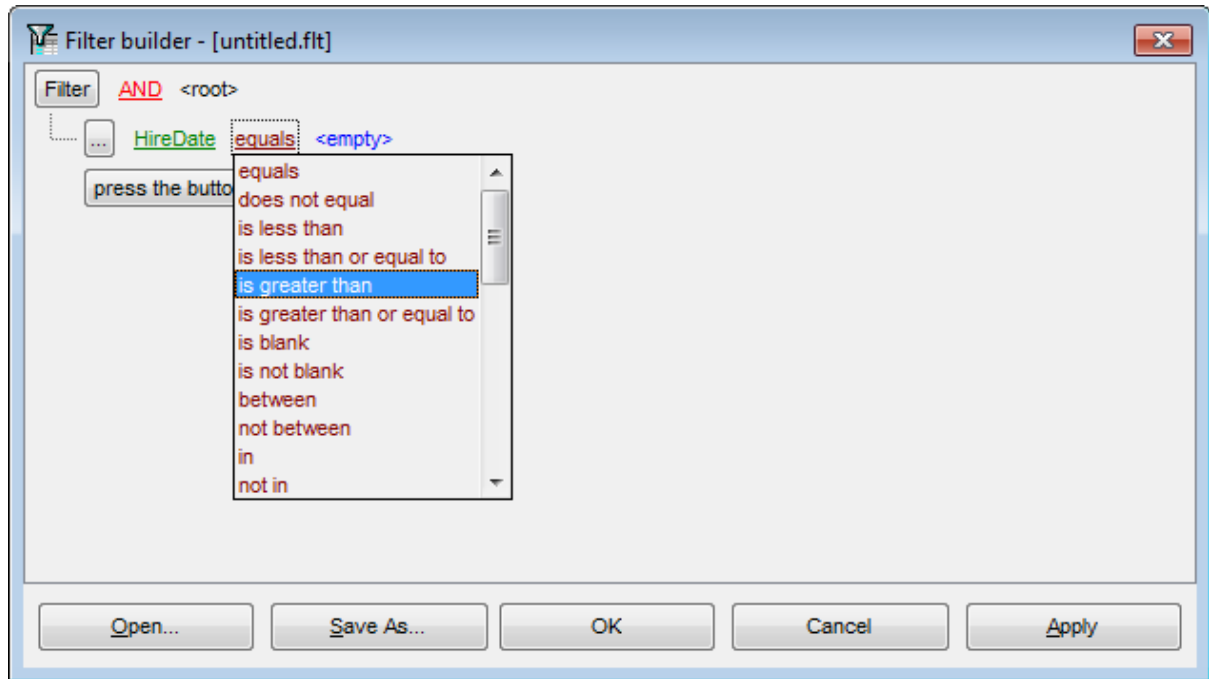 Filter builder - [untitled.flt]
Filter AND <root>
... HireDate equals <empty>
press the butto
equals
does not equal
is less than
is less than or equal to
is greater than
is greater than or equal to
is blank
is not blank
between
not between
in
not in
Open... Save As... OK Cancel Apply